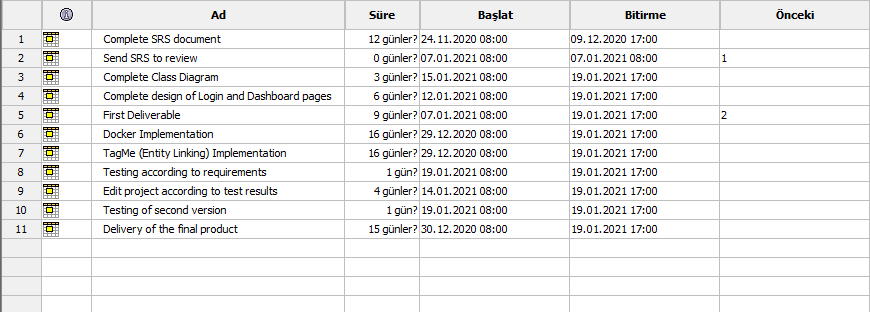 Ad Süre Başlat Bitirme Önceki
1 Complete SRS document 12 günler? 24.11.2020 08:00 09.12.2020 17:00
2 Send SRS to review 0 günler? 07.01.2021 08:00 07.01.2021 08:00 1
3 Complete Class Diagram 3 günler? 15.01.2021 08:00 19.01.2021 17:00
4 Complete design of Login and Dashboard pages 6 günler? 12.01.2021 08:00 19.01.2021 17:00
5 First Deliverable 9 günler? 07.01.2021 08:00 19.01.2021 17:00 2
6 Docker Implementation 16 günler? 29.12.2020 08:00 19.01.2021 17:00
7 TagMe (Entity Linking) Implementation 16 günler? 29.12.2020 08:00 19.01.2021 17:00
8 Testing according to requirements 1 gün? 19.01.2021 08:00 19.01.2021 17:00
9 Edit project according to test results 4 günler? 14.01.2021 08:00 19.01.2021 17:00
10 Testing of second version 1 gün? 19.01.2021 08:00 19.01.2021 17:00
11 Delivery of the final product 15 günler? 30.12.2020 08:00 19.01.2021 17:00